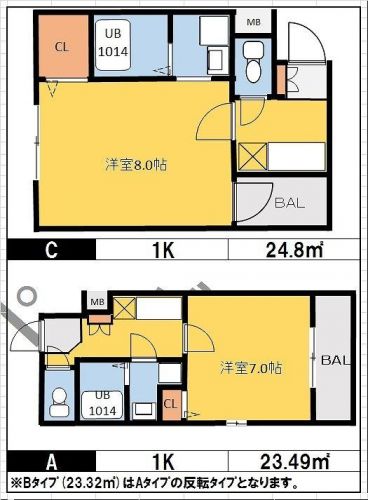 CL
UB
1014
MB
洋室8.0帖
BAL
C 1K 24.8㎡
MB
洋室7.0帖
BAL
UB
1014
CL
A 1K 23.49㎡
※Bタイプ(23.32㎡)はAタイプの反転タイプとなります。